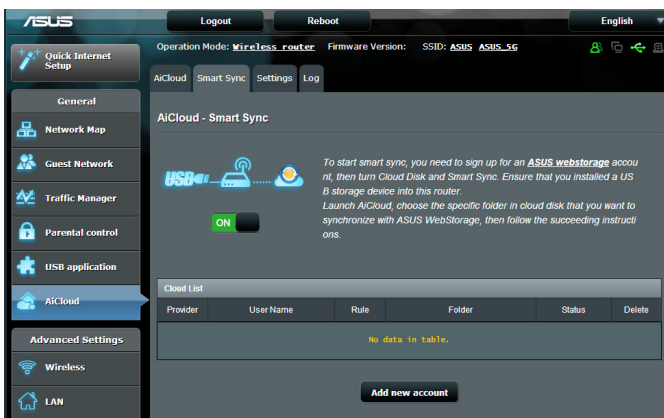 ASUS
Logout
Reboot
English
Quick Internet
Setup
Operation Mode: Wireless router Firmware Version: SSID: ASUS ASUS_5G
AiCloud Smart Sync Settings Log
General
Network Map
Guest Network
Traffic Manager
Parental control
USB application
AiCloud
Advanced Settings
Wireless
LAN
AiCloud - Smart Sync
USB
ON
To start smart sync, you need to sign up for an ASUS webstorage accou
nt, then turn Cloud Disk and Smart Sync. Ensure that you installed a US
B storage device into this router.
Launch AiCloud, choose the specific folder in cloud disk that you want to
synchronize with ASUS WebStorage, then follow the succeeding instructi
ons.
Cloud List
Provider User Name Rule Folder Status Delete
No data in table.
Add new account